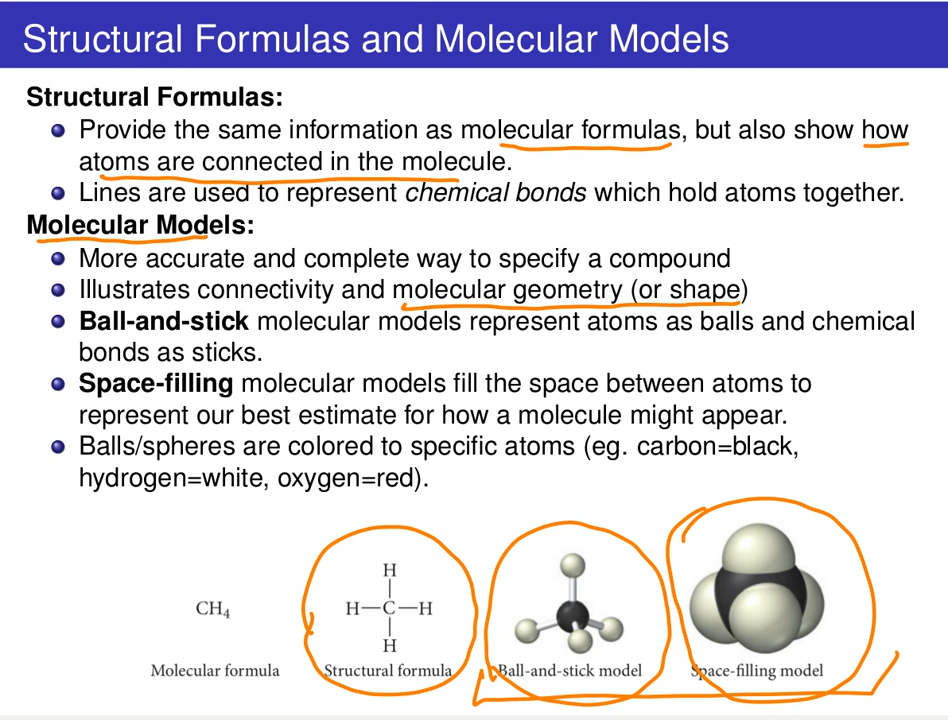 Structural Formulas and Molecular Models
Structural Formulas:
Provide the same information as molecular formulas, but also show how
atoms are connected in the molecule.
Lines are used to represent chemical bonds which hold atoms together.
Molecular Models:
More accurate and complete way to specify a compound
Illustrates connectivity and molecular geometry (or shape)
Ball-and-stick molecular models represent atoms as balls and chemical
bonds as sticks.
Space-filling molecular models fill the space between atoms to
represent our best estimate for how a molecule might appear.
Balls/spheres are colored to specific atoms (eg. carbon=black,
hydrogen=white, oxygen=red).
H
CH₄ H—C—H
H
Molecular formula Structural formula Ball-and-stick model Space-filling model